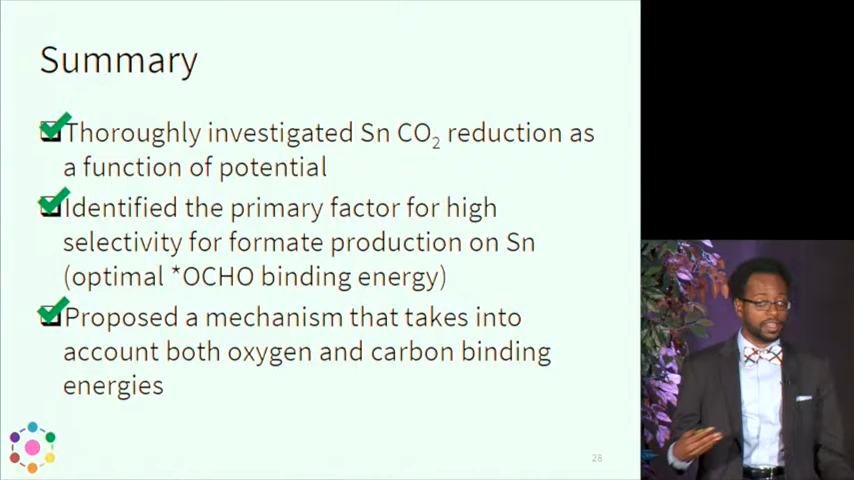 Summary
Thoroughly investigated Sn CO₂ reduction as
a function of potential
Identified the primary factor for high
selectivity for formate production on Sn
(optimal *OCHO binding energy)
Proposed a mechanism that takes into
account both oxygen and carbon binding
energies
28